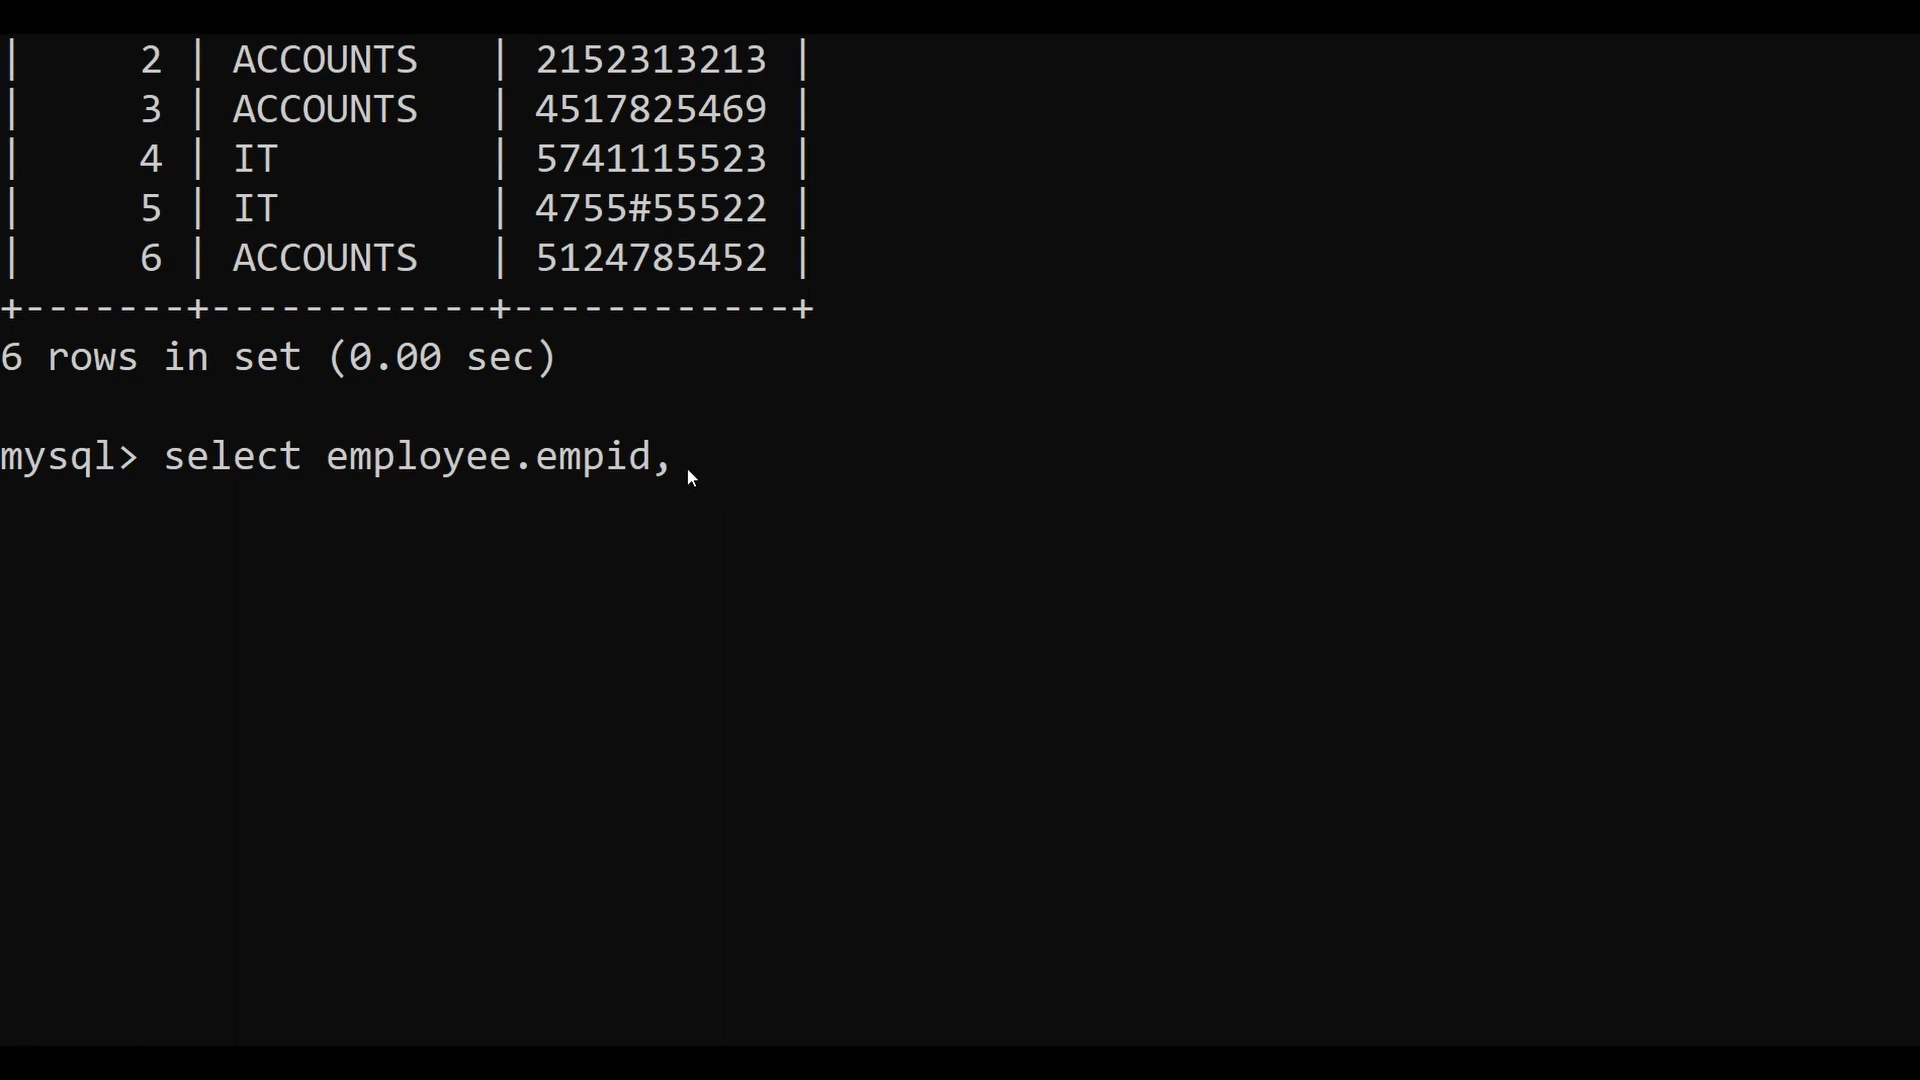 |     2 | ACCOUNTS   | 2152313213 |
|     3 | ACCOUNTS   | 4517825469 |
|     4 | IT         | 5741115523 |
|     5 | IT         | 4755#55522 |
|     6 | ACCOUNTS   | 5124785452 |
+-------+------------+------------+
6 rows in set (0.00 sec)
mysql> select employee.empid,